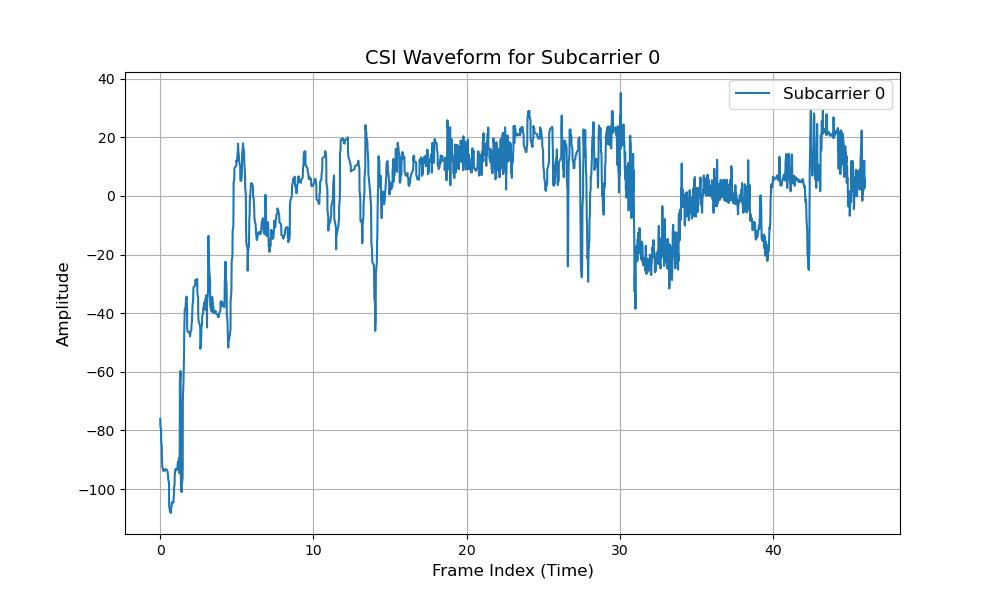 CSI Waveform for Subcarrier 0
Subcarrier 0
Amplitude
40
20
0
−20
−40
−60
−80
−100
0 10 20 30 40
Frame Index (Time)